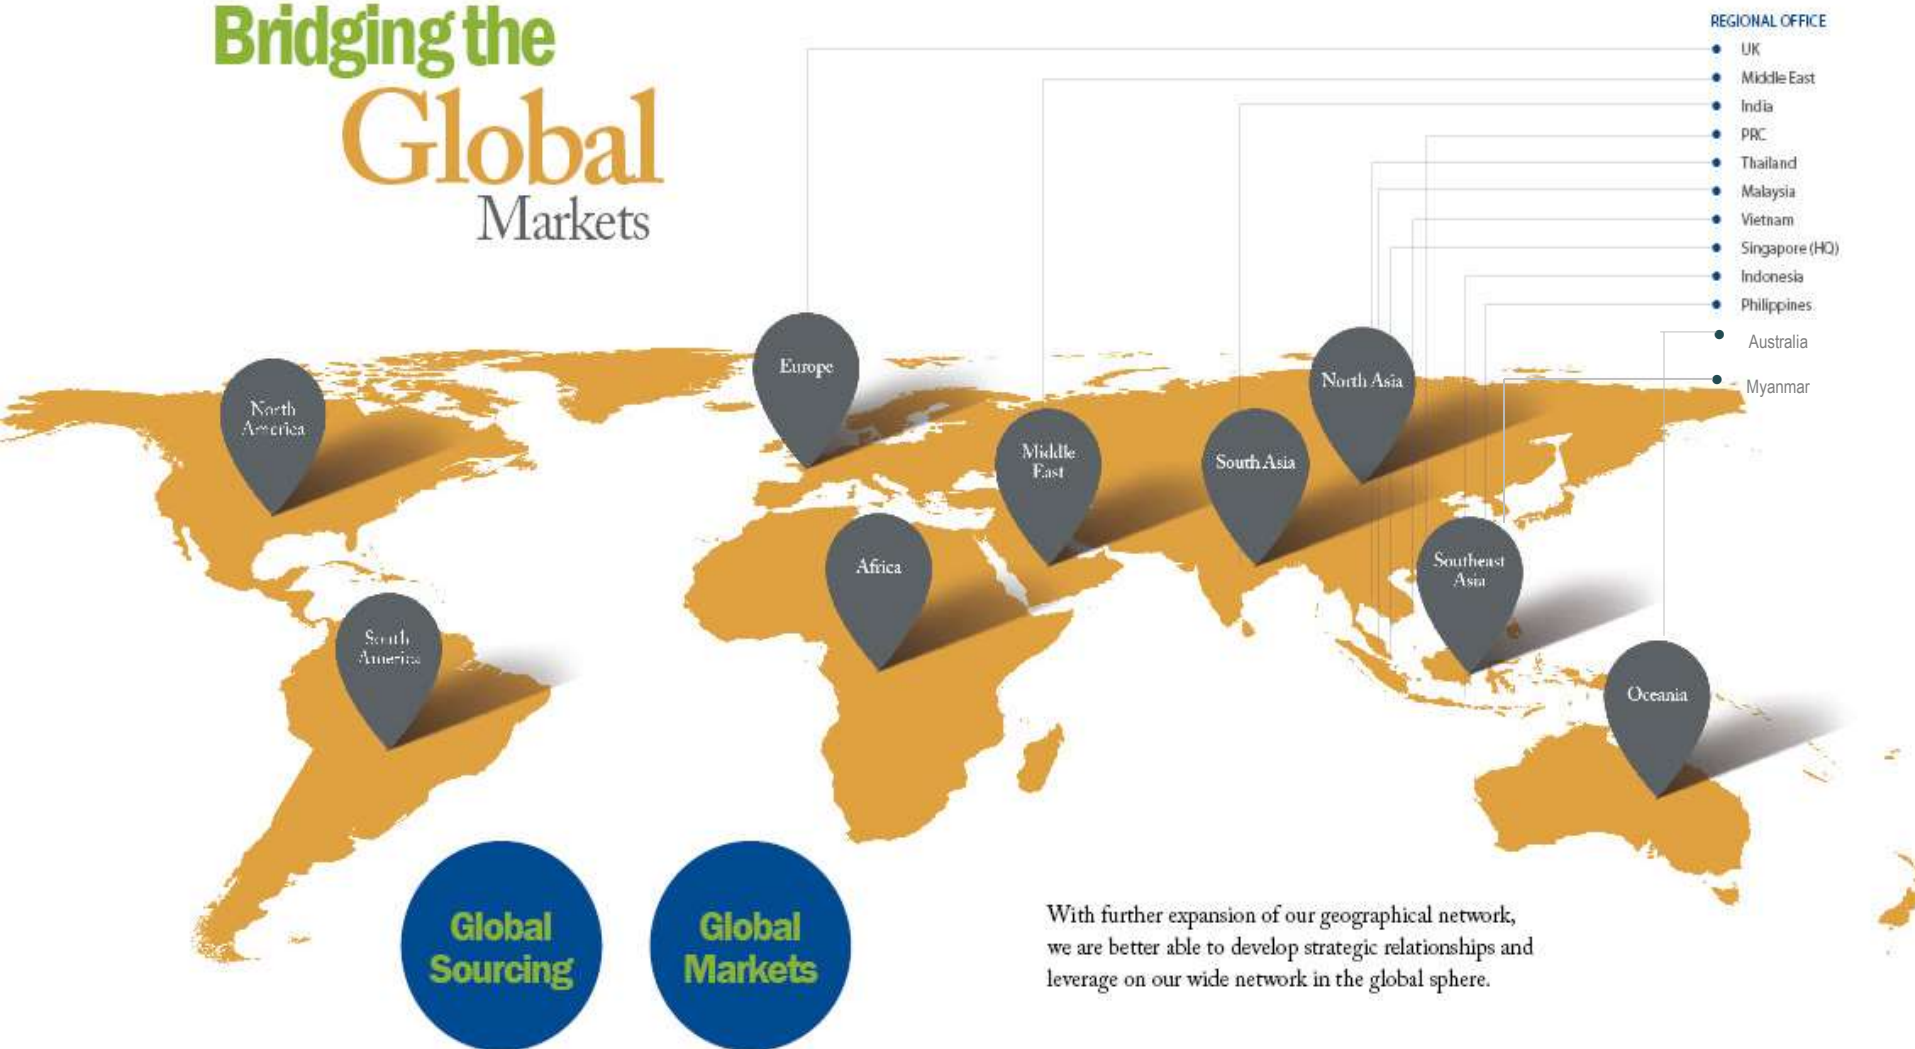 Bridging the
Global
Markets
REGIONAL OFFICE
UK
Middle East
India
PRC
Thailand
Malaysia
Vietnam
Singapore (HQ)
Indonesia
Philippines
Australia
Myanmar
Europe
North Asia
North
America
Middle
East
South Asia
Africa
Southeast
Asia
South
America
Oceania
Global
Sourcing
Global
Markets
With further expansion of our geographical network,
we are better able to develop strategic relationships and
leverage on our wide network in the global sphere.